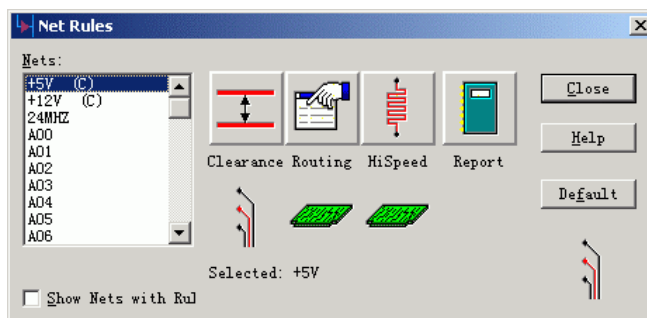 Net Rules
Nets:
+5V (C)
+12V (C)
24MHZ
A00
A01
A02
A03
A04
A05
A06
Clearance Routing HiSpeed Report
Selected: +5V
Show Nets with Rul
Close
Help
Default